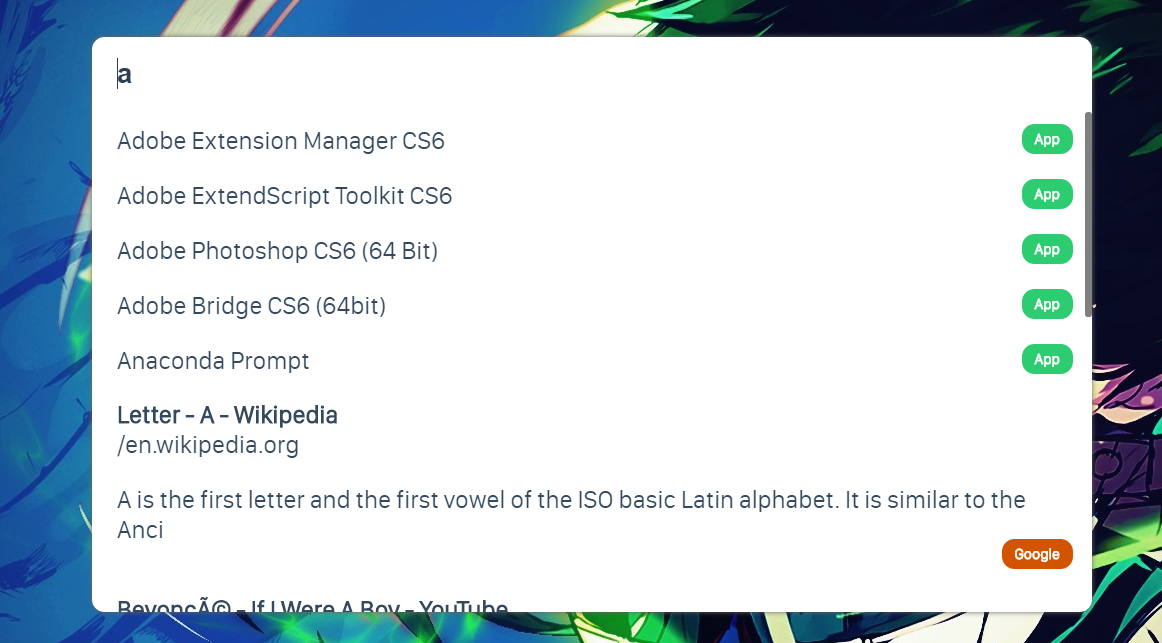 a
Adobe Extension Manager CS6 App
Adobe ExtendScript Toolkit CS6 App
Adobe Photoshop CS6 (64 Bit) App
Adobe Bridge CS6 (64bit) App
Anaconda Prompt App
Letter - A - Wikipedia
/en.wikipedia.org
A is the first letter and the first vowel of the ISO basic Latin alphabet. It is similar to the
Anci
Google
BeyoncÃ© - If I Were A Boy - YouTube